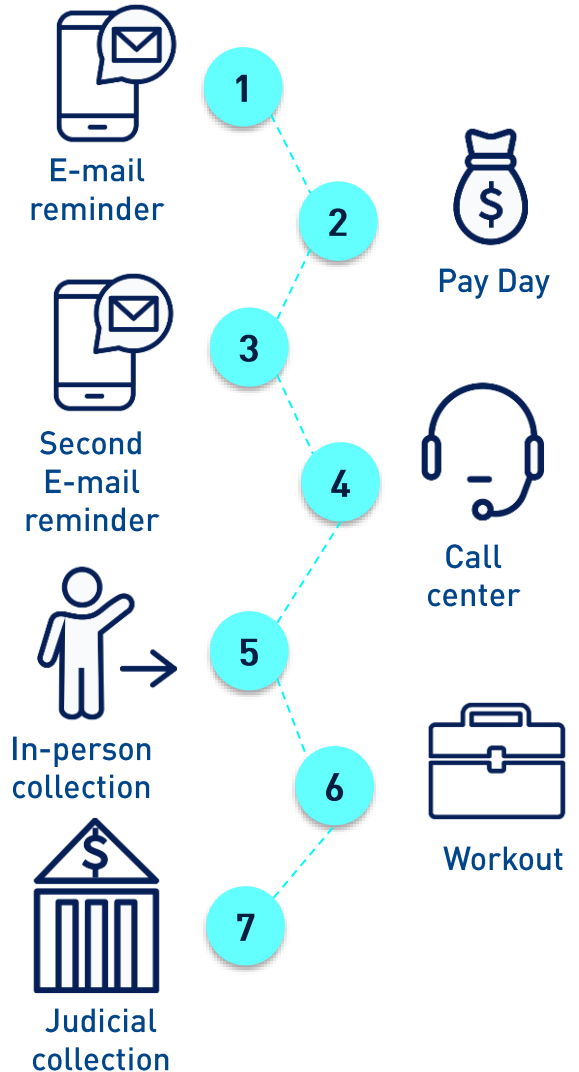 1
E-mail
reminder
2
$
Pay Day
3
Second
E-mail
reminder
4
Call
center
5
In-person
collection
6
Workout
$
7
Judicial
collection